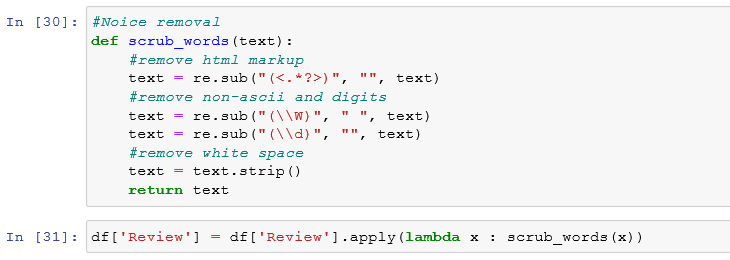 In [30]: #Noice removal
def scrub_words(text):
    #remove html markup
    text = re.sub("(<.*?>)", "", text)
    #remove non-ascii and digits
    text = re.sub("(\\W)", " ", text)
    text = re.sub("(\\d)", "", text)
    #remove white space
    text = text.strip()
    return text
In [31]: df['Review'] = df['Review'].apply(lambda x : scrub_words(x))